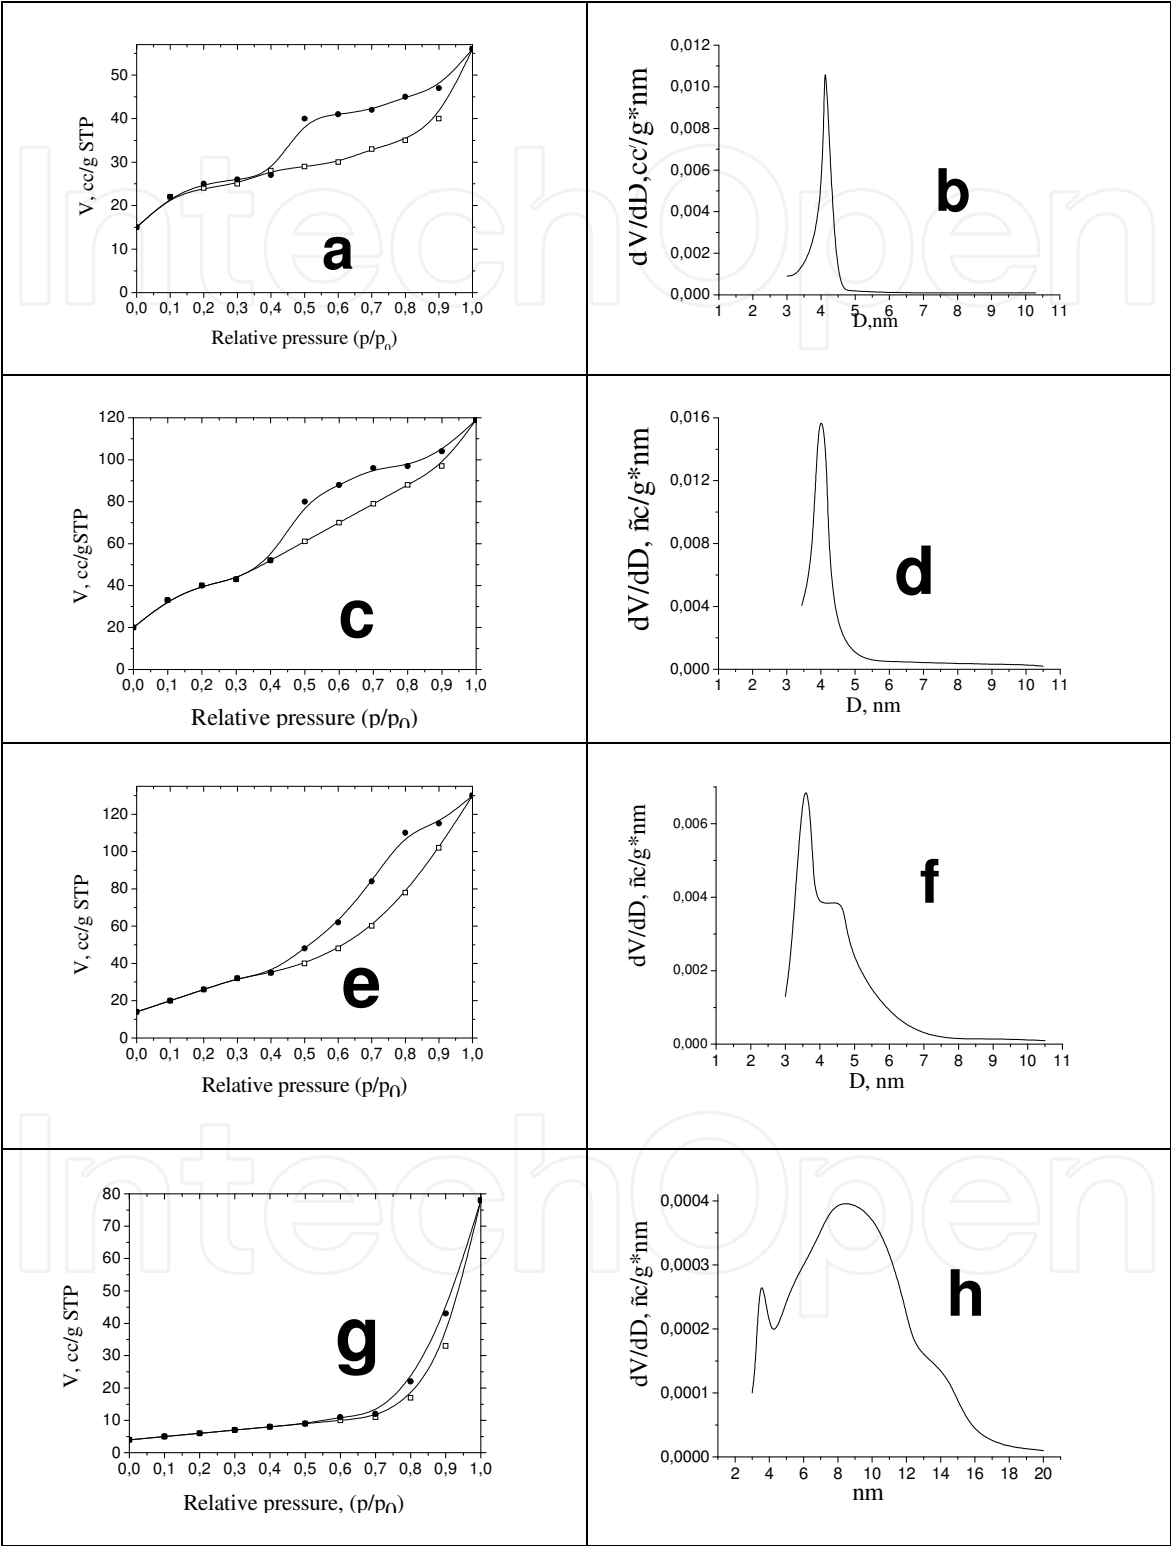 V, cc/g STP
50
40
30
20
10
0
0,0 0,1 0,2 0,3 0,4 0,5 0,6 0,7 0,8 0,9 1,0
Relative pressure (p/p0)
a
dV/dD,cc/g*nm
0,012
0,010
0,008
0,006
0,004
0,002
0,000
1 2 3 4 5 6 7 8 9 10 11
D,nm
b
V, cc/gSTP
120
100
80
60
40
20
0
0,0 0,1 0,2 0,3 0,4 0,5 0,6 0,7 0,8 0,9 1,0
Relative pressure (p/p0)
c
dV/dD, ñc/g*nm
0,016
0,012
0,008
0,004
0,000
1 2 3 4 5 6 7 8 9 10 11
D, nm
d
V, cc/g STP
120
100
80
60
40
20
0
0,0 0,1 0,2 0,3 0,4 0,5 0,6 0,7 0,8 0,9 1,0
Relative pressure (p/p0)
e
dV/dD, ñc/g*nm
0,006
0,004
0,002
0,000
1 2 3 4 5 6 7 8 9 10 11
D, nm
f
V, cc/g STP
80
70
60
50
40
30
20
10
0
0,0 0,1 0,2 0,3 0,4 0,5 0,6 0,7 0,8 0,9 1,0
Relative pressure, (p/p0)
g
dV/dD, ñc/g*nm
0,0004
0,0003
0,0002
0,0001
0,0000
2 4 6 8 10 12 14 16 18 20
nm
h
IntechOpen
IntechOpen